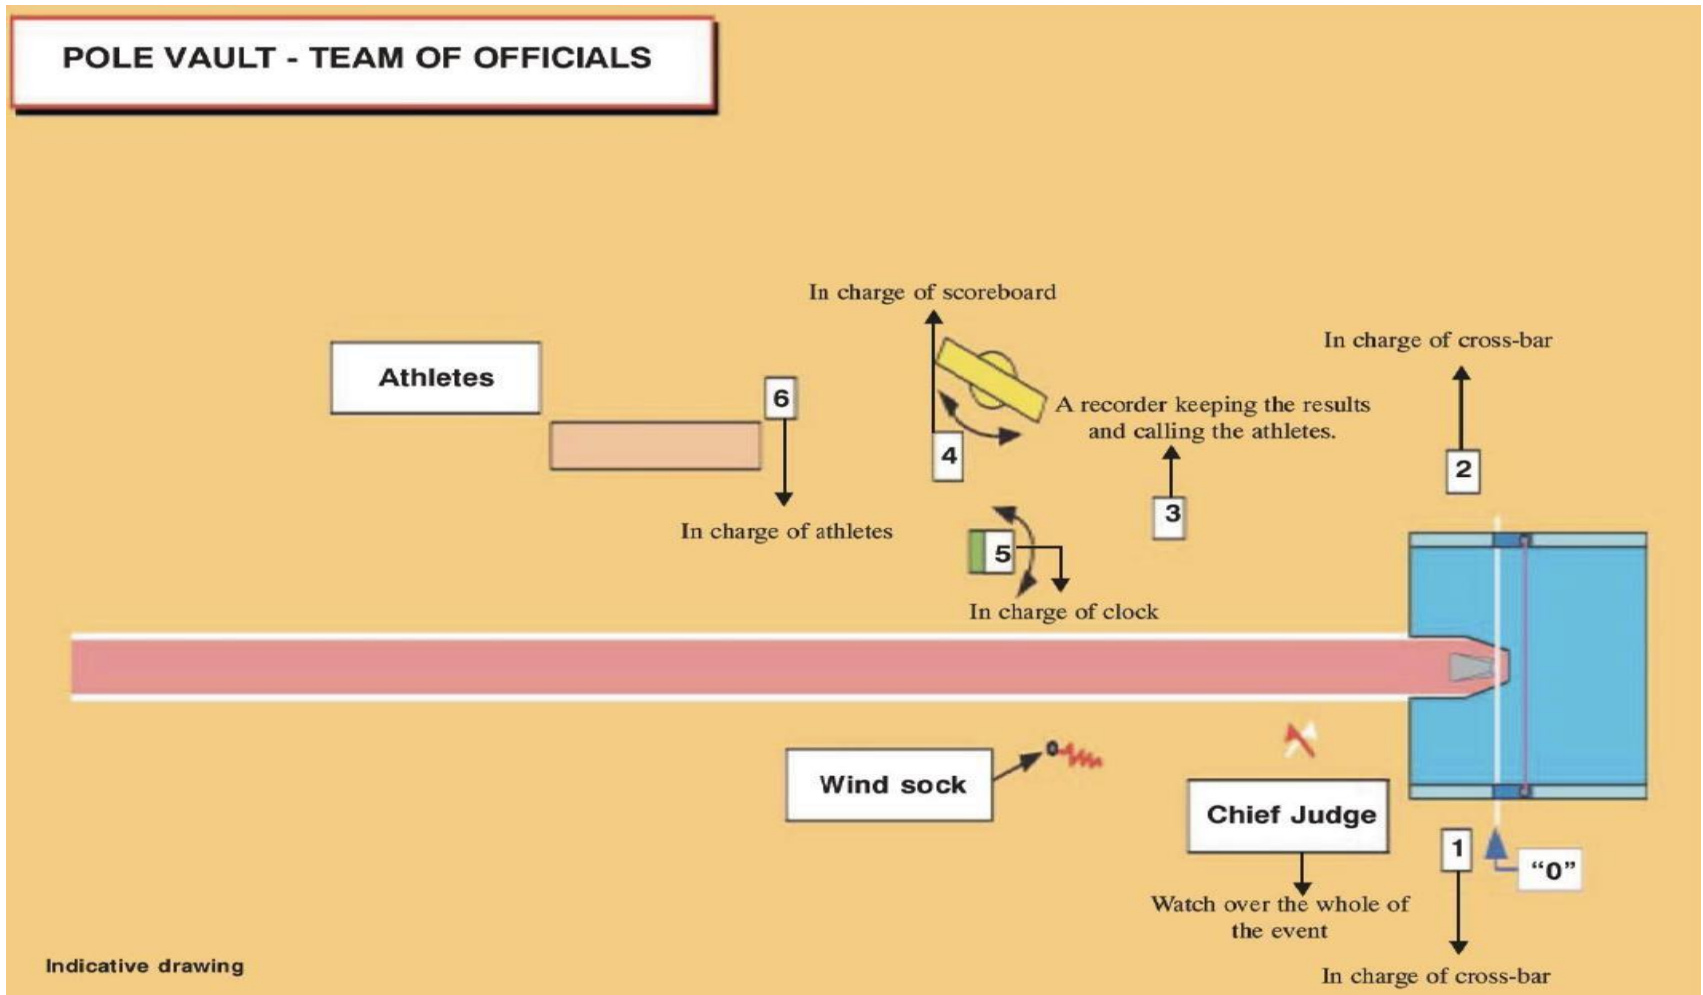 POLE VAULT - TEAM OF OFFICIALS
In charge of scoreboard
In charge of cross-bar
Athletes
6
A recorder keeping the results
and calling the athletes.
4
2
3
In charge of athletes
5
In charge of clock
Wind sock
Chief Judge
1
“0”
Watch over the whole of
the event
Indicative drawing
In charge of cross-bar